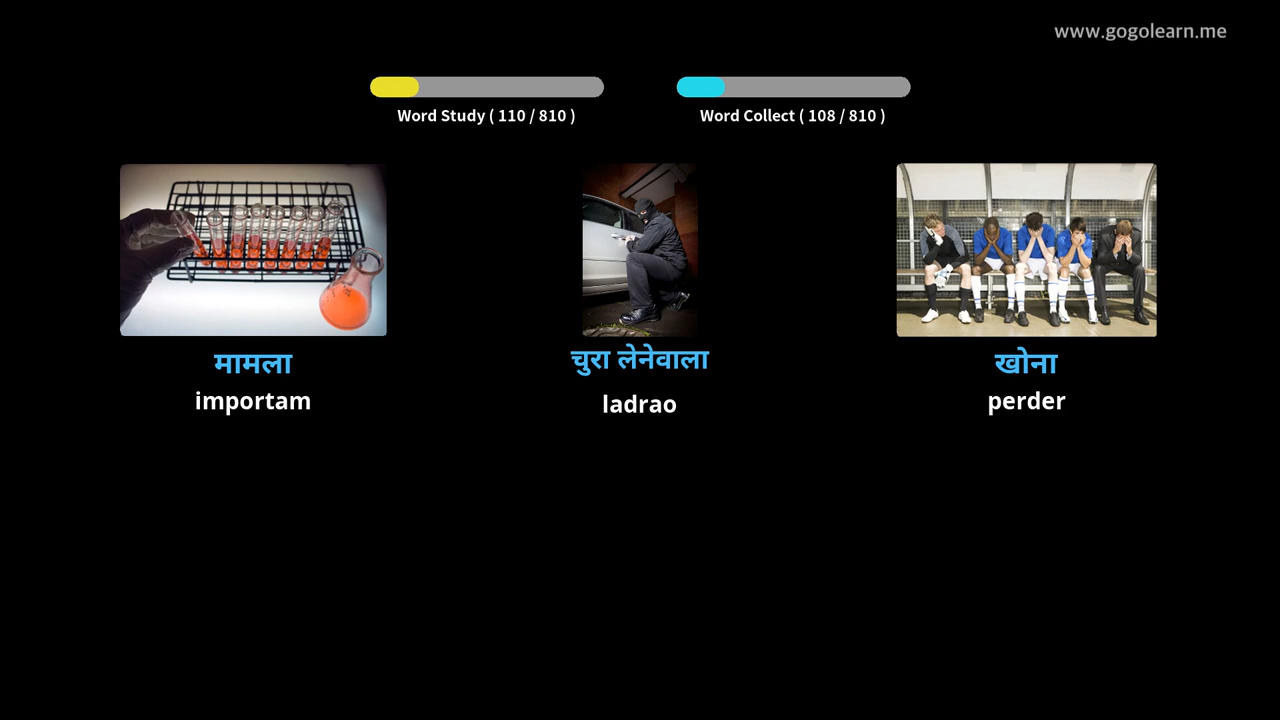 www.gogolearn.me
Word Study ( 110 / 810 )
Word Collect ( 108 / 810 )
मामला
चुरा लेनेवाला
खोना
importam
ladrao
perder